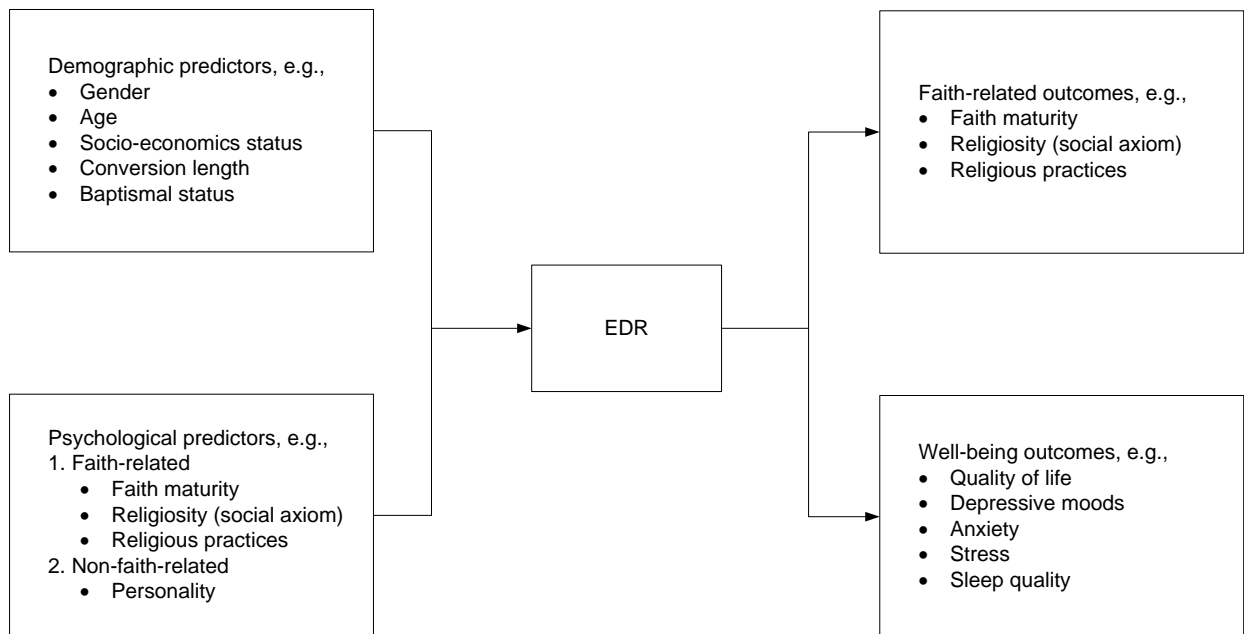 Demographic predictors, e.g.,
• Gender
• Age
• Socio-economics status
• Conversion length
• Baptismal status
Psychological predictors, e.g.,
1. Faith-related
• Faith maturity
• Religiosity (social axiom)
• Religious practices
2. Non-faith-related
• Personality
EDR
Faith-related outcomes, e.g.,
• Faith maturity
• Religiosity (social axiom)
• Religious practices
Well-being outcomes, e.g.,
• Quality of life
• Depressive moods
• Anxiety
• Stress
• Sleep quality